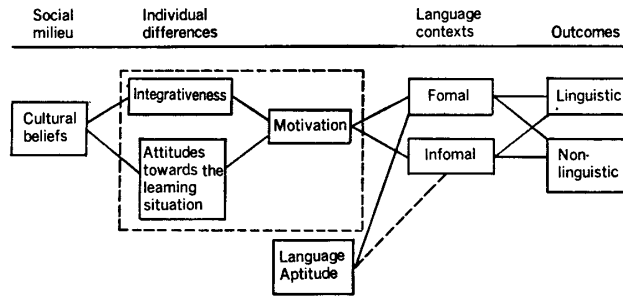 Social
milieu
Individual
differences
Language
contexts
Outcomes
Cultural
beliefs
Integrativeness
Attitudes
towards the
learning
situation
Motivation
Fomal
Infomal
Linguistic
Non-
linguistic
Language
Aptitude